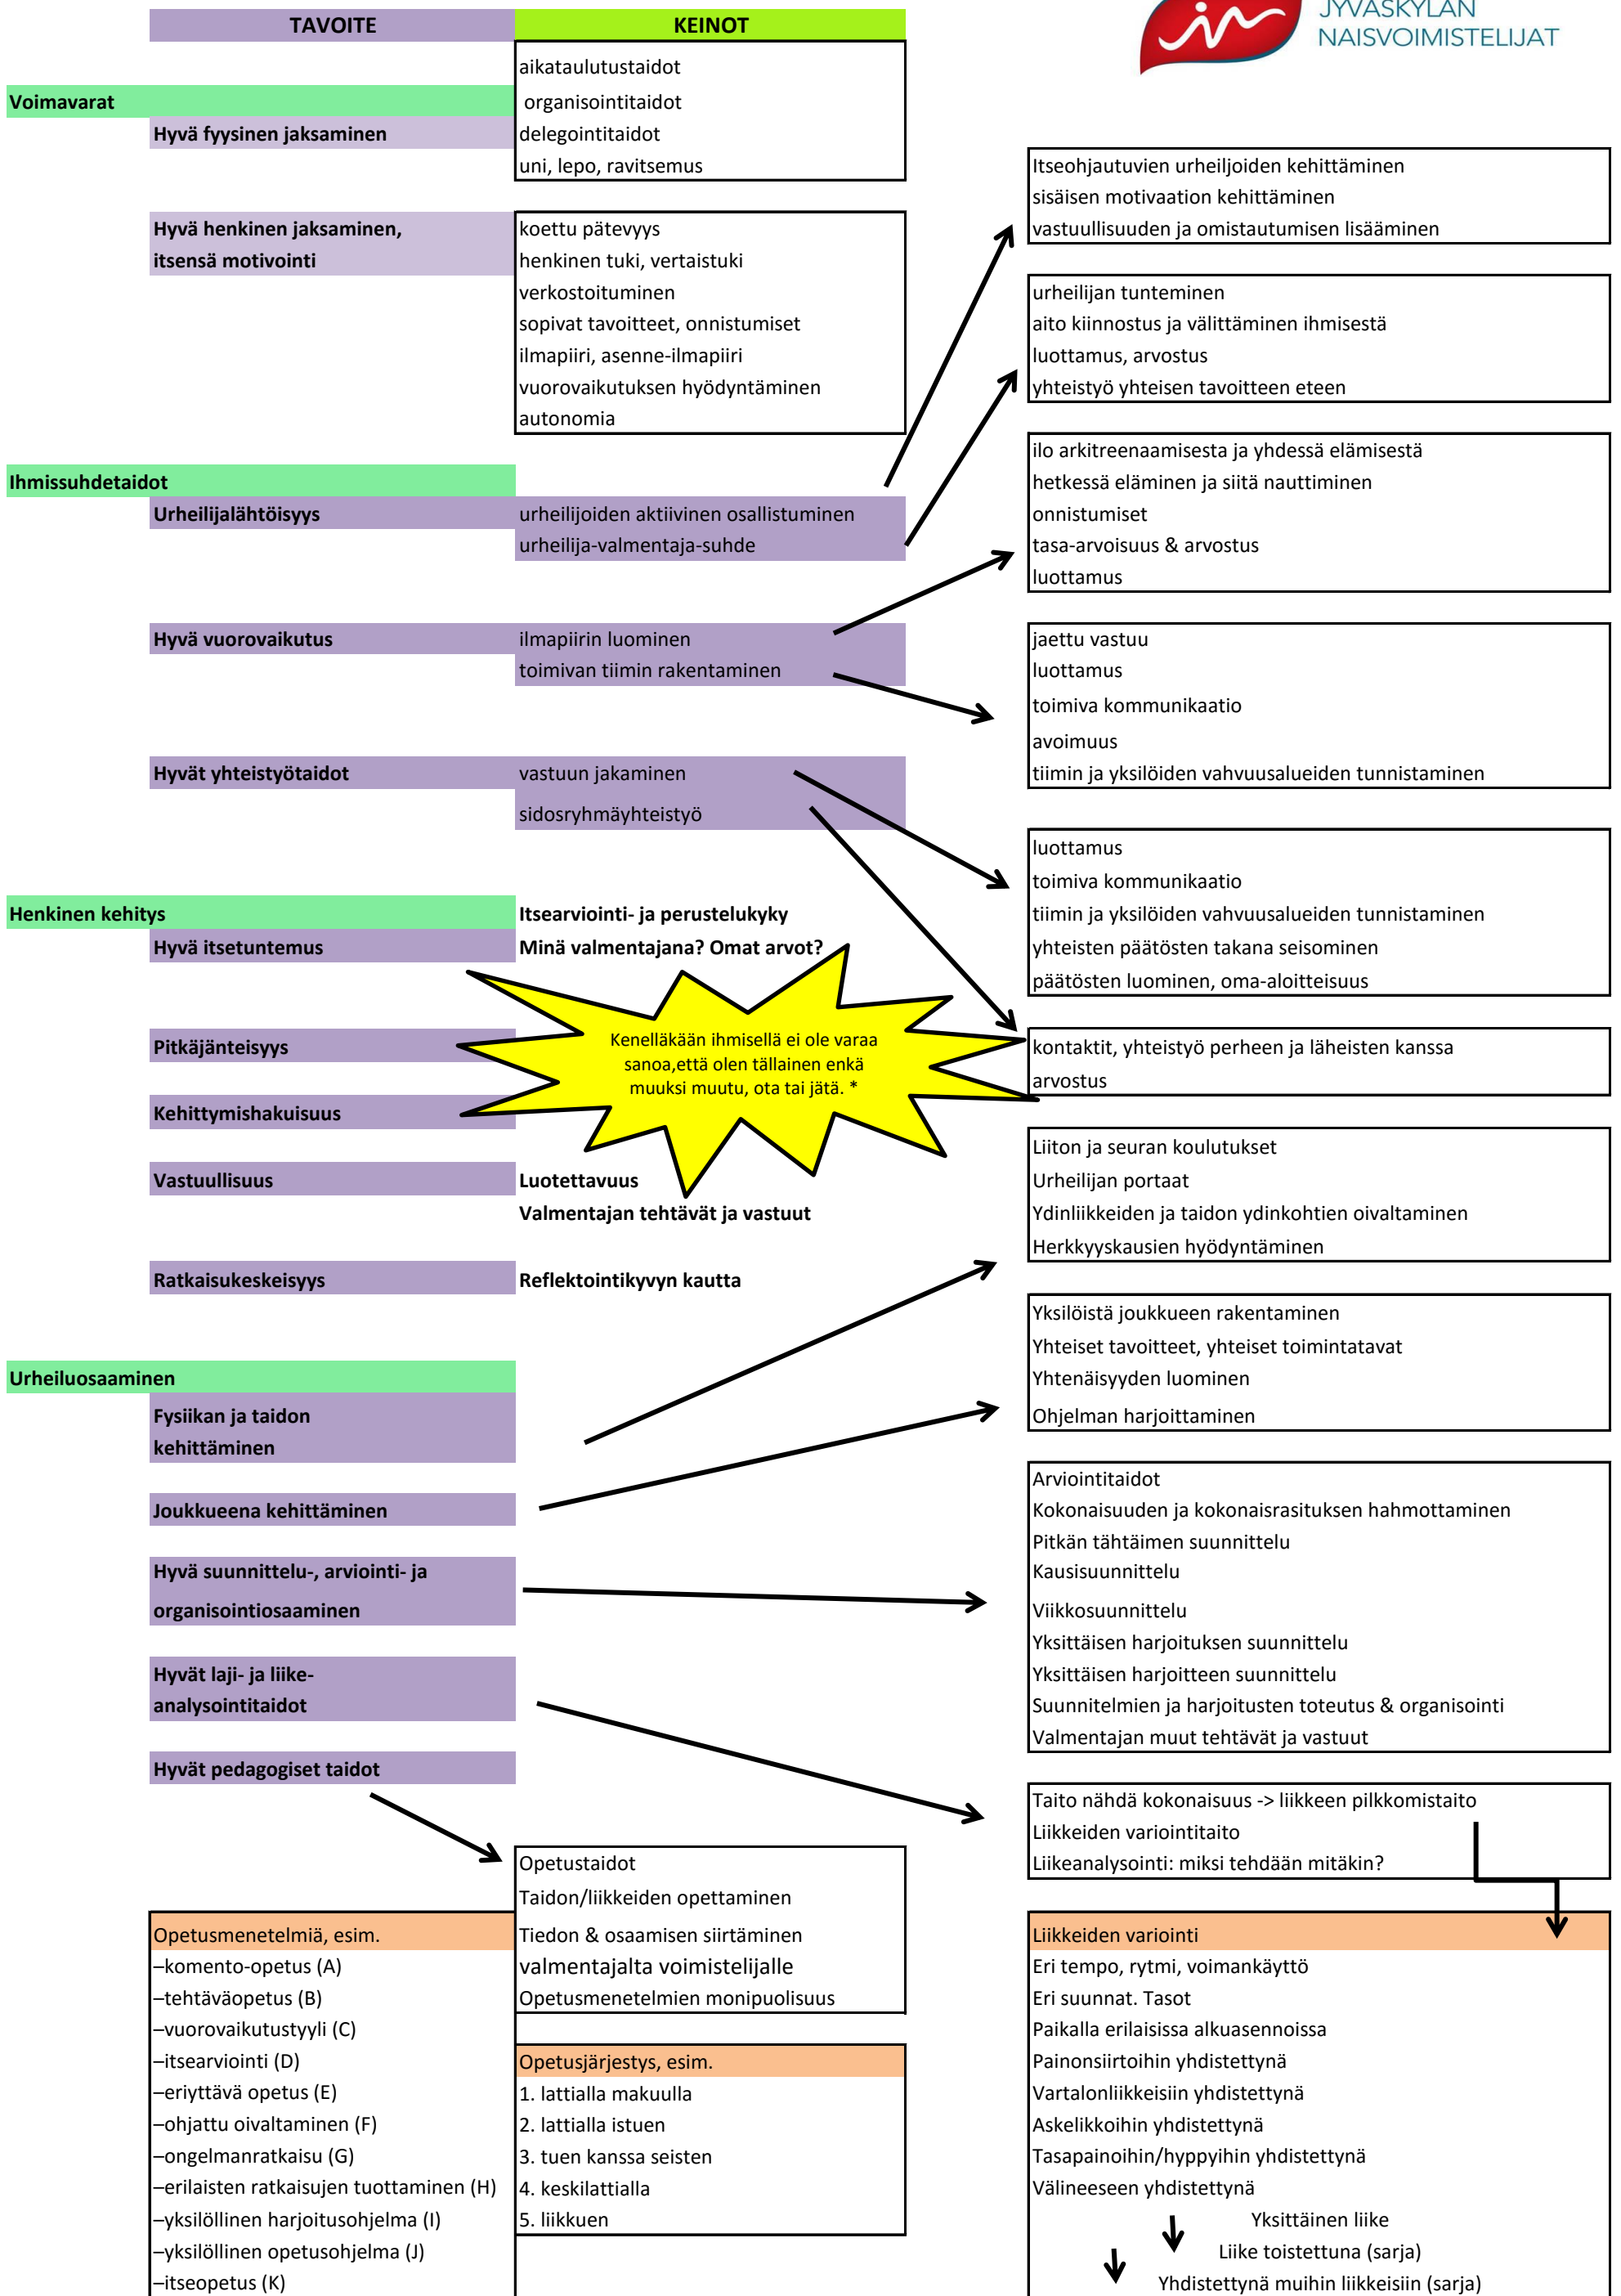 JYVÄSKYLÄN
NAISVOIMISTELIJAT
TAVOITE
KEINOT
Voimavarat
Hyvä fyysinen jaksaminen
aikataulutustaidot
organisointitaidot
delegointitaidot
uni, lepo, ravitsemus
Hyvä henkinen jaksaminen,
itsensä motivointi
koettu pätevyys
henkinen tuki, vertaistuki
verkostoituminen
sopivat tavoitteet, onnistumiset
ilmapiiri, asenne-ilmapiiri
vuorovaikutuksen hyödyntäminen
autonomia
Ihmissuhdetaidot
Urheilijalähtöisyys
urheilijoiden aktiivinen osallistuminen
urheilija-valmentaja-suhde
Itseohjautuvien urheiljoiden kehittäminen
sisäisen motivaation kehittäminen
vastuullisuuden ja omistautumisen lisääminen
urheilijan tunteminen
aito kiinnostus ja välittäminen ihmisestä
luottamus, arvostus
yhteistyö yhteisen tavoitteen eteen
Hyvä vuorovaikutus
ilmapiirin luominen
toimivan tiimin rakentaminen
ilo arkitreenaamisesta ja yhdessä elämisestä
hetkessä eläminen ja siitä nauttiminen
onnistumiset
tasa-arvoisuus & arvostus
luottamus
jaettu vastuu
luottamus
toimiva kommunikaatio
avoimuus
tiimin ja yksilöiden vahvuusalueiden tunnistaminen
Hyvät yhteistyötaidot
vastuun jakaminen
sidosryhmäyhteistyö
luottamus
toimiva kommunikaatio
tiimin ja yksilöiden vahvuusalueiden tunnistaminen
yhteisten päätösten takana seisominen
päätösten luominen, oma-aloitteisuus
kontaktit, yhteistyö perheen ja läheisten kanssa
arvostus
Henkinen kehitys
Itsearviointi- ja perustelukyky
Hyvä itsetuntemus
Minä valmentajana? Omat arvot?
Kenelläkään ihmisellä ei ole varaa
sanoa,että olen tällainen enkä
muuksi muutu, ota tai jätä. *
Pitkäjänteisyys
Kehittymishakuisuus
Vastuullisuus
Luotettavuus
Valmentajan tehtävät ja vastuut
Ratkaisukeskeisyys
Reflektointikyvyn kautta
Urheiluosaaminen
Fysiikan ja taidon
kehittäminen
Liiton ja seuran koulutukset
Urheilijan portaat
Ydinliikkeiden ja taidon ydinkohtien oivaltaminen
Herkkyyskausien hyödyntäminen
Joukkueena kehittäminen
Yksilöistä joukkueen rakentaminen
Yhteiset tavoitteet, yhteiset toimintatavat
Yhtenäisyyden luominen
Ohjelman harjoittaminen
Hyvä suunnittelu-, arviointi- ja
organisointiosaaminen
Arviointitaidot
Kokonaisuuden ja kokonaisrasituksen hahmottaminen
Pitkän tähtäimen suunnittelu
Kausisuunnittelu
Viikkosuunnittelu
Yksittäisen harjoituksen suunnittelu
Yksittäisen harjoitteen suunnittelu
Suunnitelmien ja harjoitusten toteutus & organisointi
Valmentajan muut tehtävät ja vastuut
Hyvät laji- ja liike-
analysointitaidot
Taito nähdä kokonaisuus -> liikkeen pilkkomistaito
Liikkeiden variointitaito
Liikeanalysointi: miksi tehdään mitäkin?
Hyvät pedagogiset taidot
Opetustaidot
Taidon/liikkeiden opettaminen
Tiedon & osaamisen siirtäminen
valmentajalta voimistelijalle
Opetusmenetelmien monipuolisuus
Opetusmenetelmiä, esim.
–komento-opetus (A)
–tehtäväopetus (B)
–vuorovaikutustyyli (C)
–itsearviointi (D)
–eriyttävä opetus (E)
–ohjattu oivaltaminen (F)
–ongelmanratkaisu (G)
–erilaisten ratkaisujen tuottaminen (H)
–yksilöllinen harjoitusohjelma (I)
–yksilöllinen opetusohjelma (J)
–itseopetus (K)
Opetusjärjestys, esim.
1. lattialla makuulla
2. lattialla istuen
3. tuen kanssa seisten
4. keskilattialla
5. liikkuen
Liikkeiden variointi
Eri tempo, rytmi, voimankäyttö
Eri suunnat. Tasot
Paikalla erilaisissa alkuasennoissa
Painonsiirtoihin yhdistettynä
Vartalonliikkeisiin yhdistettynä
Askelikkoihin yhdistettynä
Tasapainoihin/hyppyihin yhdistettynä
Välineeseen yhdistettynä
Yksittäinen liike
Liike toistettuna (sarja)
Yhdistettynä muihin liikkeisiin (sarja)